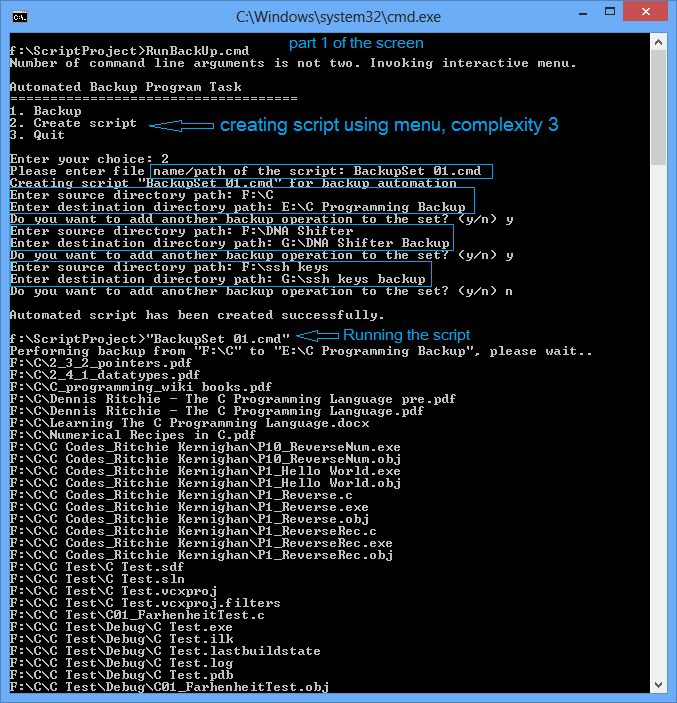 C:\Windows\system32\cmd.exe
part 1 of the screen
f:\ScriptProject>RunBackUp.cmd
Number of command line arguments is not two. Invoking interactive menu.
Automated Backup Program Task
====================================
1. Backup
2. Create script
creating script using menu, complexity 3
3. Quit
Enter your choice: 2
Please enter file name/path of the script: BackupSet 01.cmd
Creating script "BackupSet 01.cmd" for backup automation
Enter source directory path: F:\C
Enter destination directory path: E:\C Programming Backup
Do you want to add another backup operation to the set? (y/n) y
Enter source directory path: F:\DNA Shifter
Enter destination directory path: G:\DNA Shifter Backup
Do you want to add another backup operation to the set? (y/n) y
Enter source directory path: F:\ssh keys
Enter destination directory path: G:\ssh keys backup
Do you want to add another backup operation to the set? (y/n) n
Automated script has been created successfully.
f:\ScriptProject>"BackupSet 01.cmd"
Running the script
Performing backup from "F:\C" to "E:\C Programming Backup", please wait..
F:\C\2_3_2_pointers.pdf
F:\C\2_4_1_datatypes.pdf
F:\C\C_programming_wiki books.pdf
F:\C\Dennis Ritchie - The C Programming Language pre.pdf
F:\C\Dennis Ritchie - The C Programming Language.pdf
F:\C\Learning The C Programming Language.docx
F:\C\Numerical Recipes in C.pdf
F:\C\C Codes_Ritchie Kernighan\P10_ReverseNum.exe
F:\C\C Codes_Ritchie Kernighan\P10_ReverseNum.obj
F:\C\C Codes_Ritchie Kernighan\P1_Hello World.exe
F:\C\C Codes_Ritchie Kernighan\P1_Hello World.obj
F:\C\C Codes_Ritchie Kernighan\P1_Reverse.c
F:\C\C Codes_Ritchie Kernighan\P1_Reverse.exe
F:\C\C Codes_Ritchie Kernighan\P1_Reverse.obj
F:\C\C Codes_Ritchie Kernighan\P1_ReverseRec.c
F:\C\C Codes_Ritchie Kernighan\P1_ReverseRec.exe
F:\C\C Codes_Ritchie Kernighan\P1_ReverseRec.obj
F:\C\C Test\C Test.sdf
F:\C\C Test\C Test.sln
F:\C\C Test\C Test.vcxproj
F:\C\C Test\C Test.vcxproj.filters
F:\C\C Test\C01_FarhenheitTest.c
F:\C\C Test\Debug\C Test.exe
F:\C\C Test\Debug\C Test.ilk
F:\C\C Test\Debug\C Test.lastbuildstate
F:\C\C Test\Debug\C Test.log
F:\C\C Test\Debug\C Test.pdb
F:\C\C Test\Debug\C01_FarhenheitTest.obj